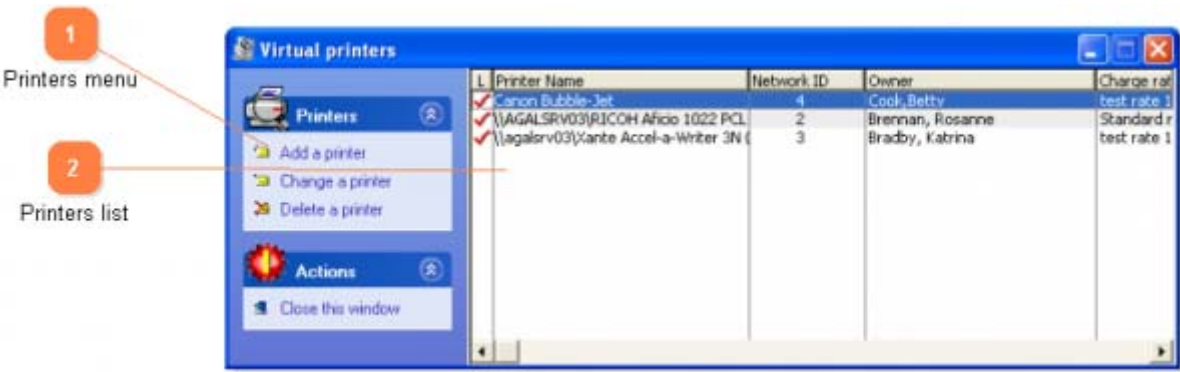 1
Printers menu
2
Printers list
Virtual printers
Printers
Add a printer
Change a printer
Delete a printer
Actions
Close this window
L Printer Name Network ID Owner Charge rat
Canon Bubble-Jet 4 Cook,Betty test rate 1
\\AGALSRV03\RICOH Aficio 1022 PCL 2 Brennan, Rosanne Standard r
\\agalsrv03\Xante Accel-a-Writer 3N ( 3 Bradby, Katrina test rate 1